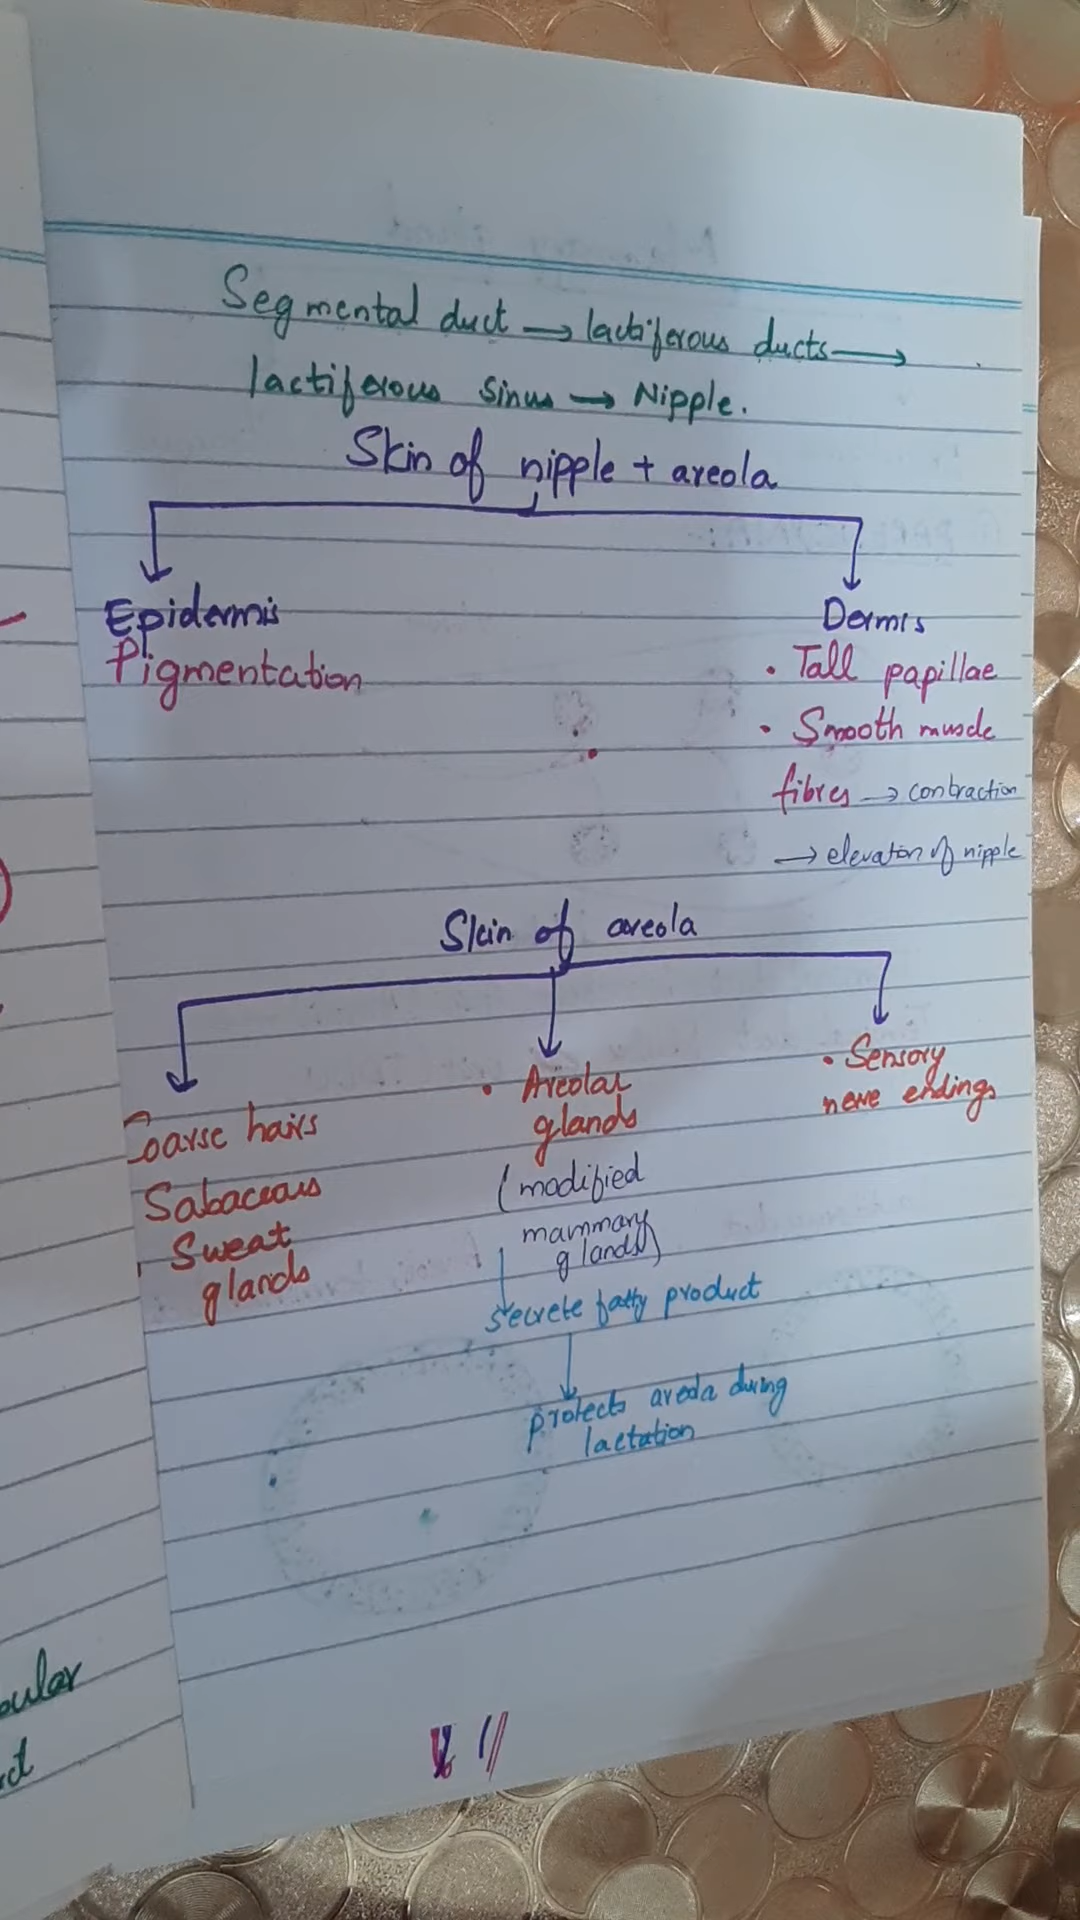 Segmental duct → lactiferous ducts →
lactiferous sinus → Nipple.
Skin of nipple + areola
Epidermis
Pigmentation
Dermis
• Tall papillae
• Smooth muscle
fibres → contraction
→ elevation of nipple
Skin of areola
Coarse hairs
Sabaceous
Sweat
glands
• Areolar
glands
(modified
mammary
glands)
secrete fatty product
protects areola during
lactation
• Sensory
nerve endings
11